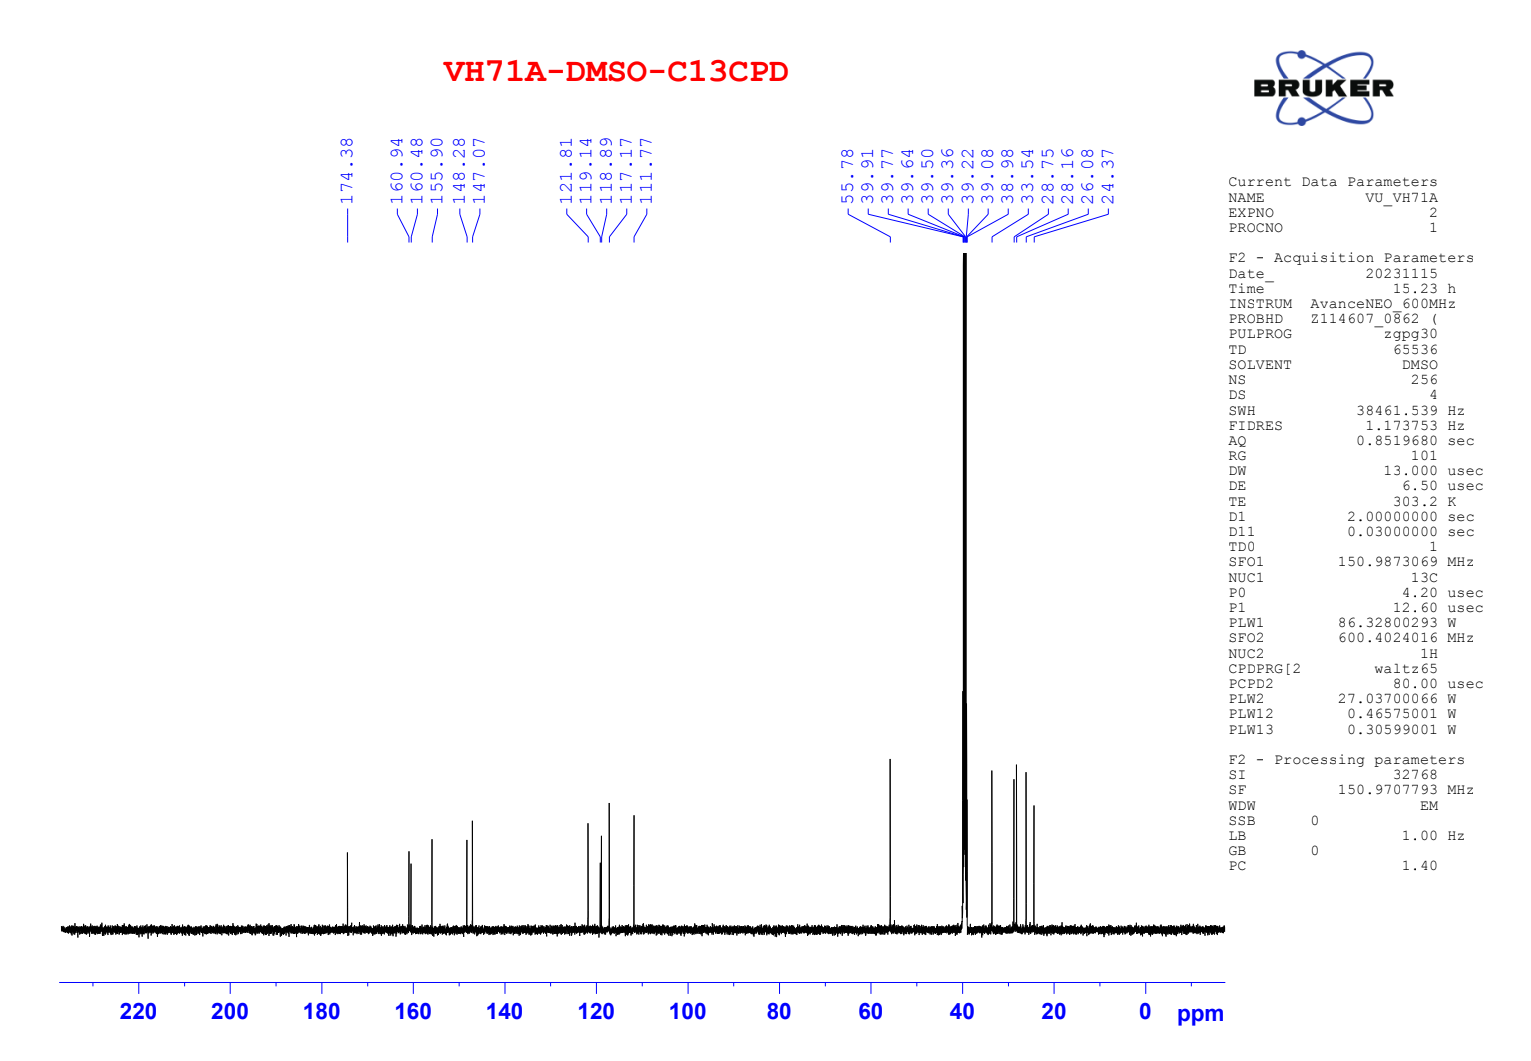 VH71A-DMSO-C13CPD
BRUKER
174.38
160.94
160.48
155.90
148.28
147.07
121.81
119.14
118.89
117.17
111.77
55.78
39.91
39.77
39.64
39.50
39.36
39.22
39.08
38.98
33.54
28.75
28.16
26.08
24.37
Current Data Parameters
NAME VU_VH71A
EXPNO 2
PROCNO 1
F2 - Acquisition Parameters
Date_ 20231115
Time 15.23 h
INSTRUM AvanceNEO_600MHz
PROBHD Z114607_0862 (
PULPROG zgpg30
TD 65536
SOLVENT DMSO
NS 256
DS 4
SWH 38461.539 Hz
FIDRES 1.173753 Hz
AQ 0.8519680 sec
RG 101
DW 13.000 usec
DE 6.50 usec
TE 303.2 K
D1 2.00000000 sec
D11 0.03000000 sec
TD0 1
SFO1 150.9873069 MHz
NUC1 13C
P0 4.20 usec
P1 12.60 usec
PLW1 86.32800293 W
SFO2 600.4024016 MHz
NUC2 1H
CPDPRG[2 waltz65
PCPD2 80.00 usec
PLW2 27.03700066 W
PLW12 0.46575001 W
PLW13 0.30599001 W
F2 - Processing parameters
SI 32768
SF 150.9707793 MHz
WDW EM
SSB 0
LB 1.00 Hz
GB 0
PC 1.40
220 200 180 160 140 120 100 80 60 40 20 0 ppm